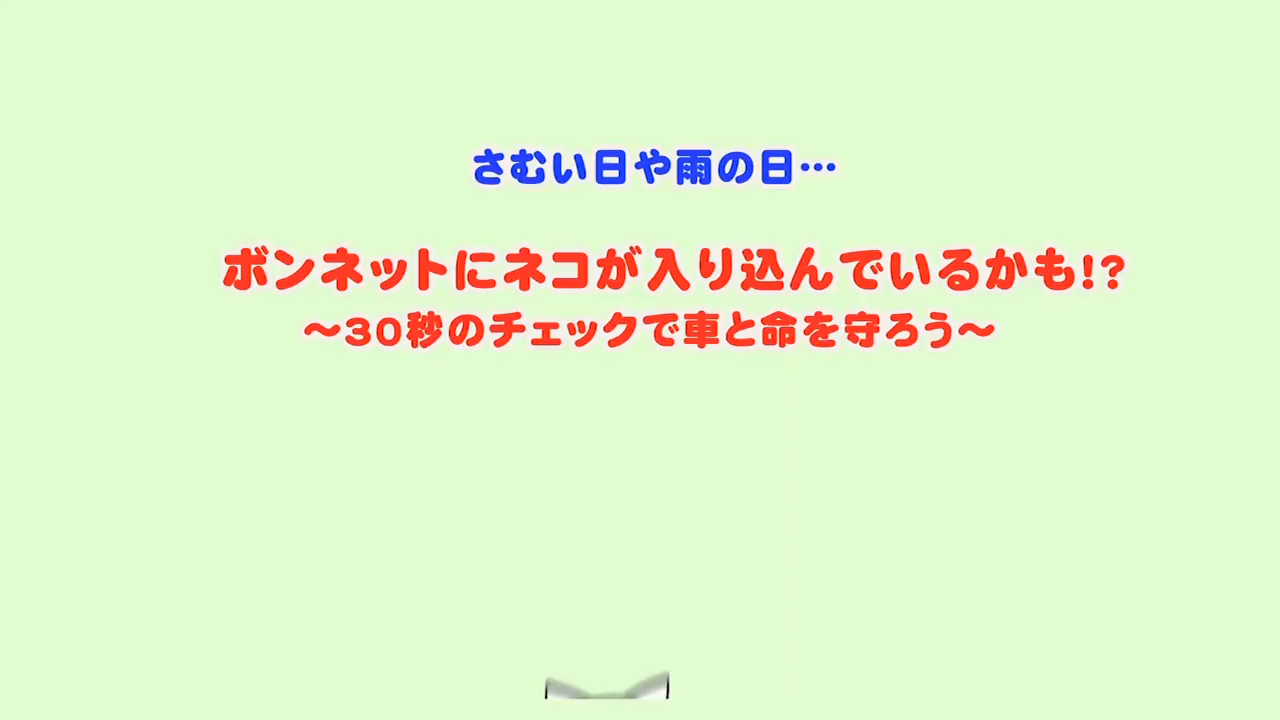 さむい日や雨の日…
ボンネットにネコが入り込んでいるかも!?
～30秒のチェックで車と命を守ろう～